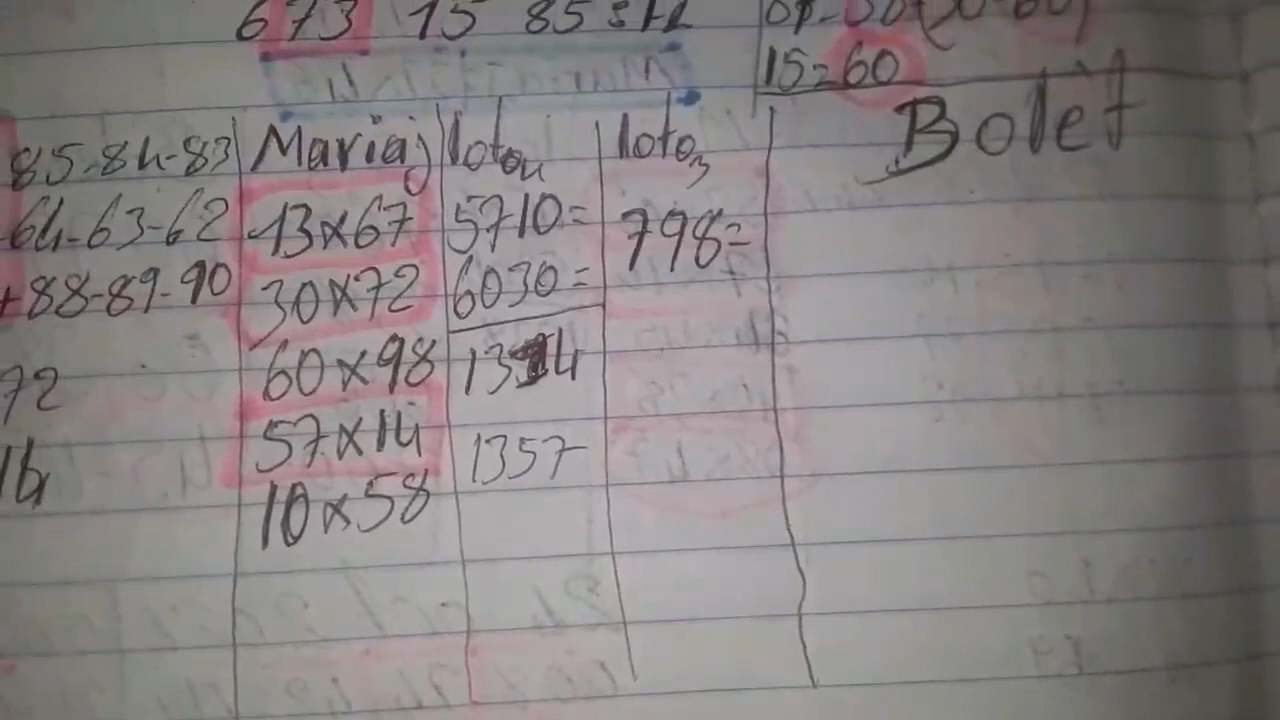 673 15 85
15=60
85-84-83 Mariaj loto4 loto3 Bolet
64-63-62 13x67 5710= 798=
+88-89-90 30x72 6030=
72 60x98
14 57x14 1357
10x58